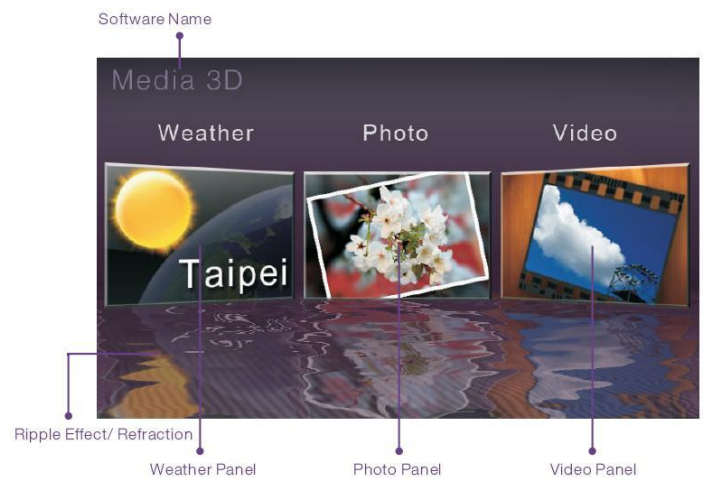 Software Name
Media 3D
Weather Photo Video
Taipei
Ripple Effect/ Refraction
Weather Panel Photo Panel Video Panel